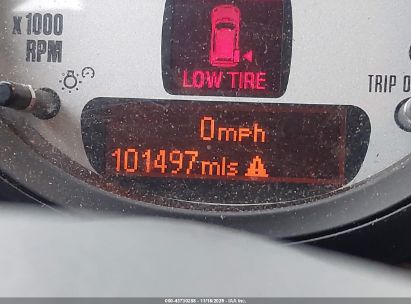 x 1000
RPM
LOW TIRE
TRIP O
0mph
101497mls